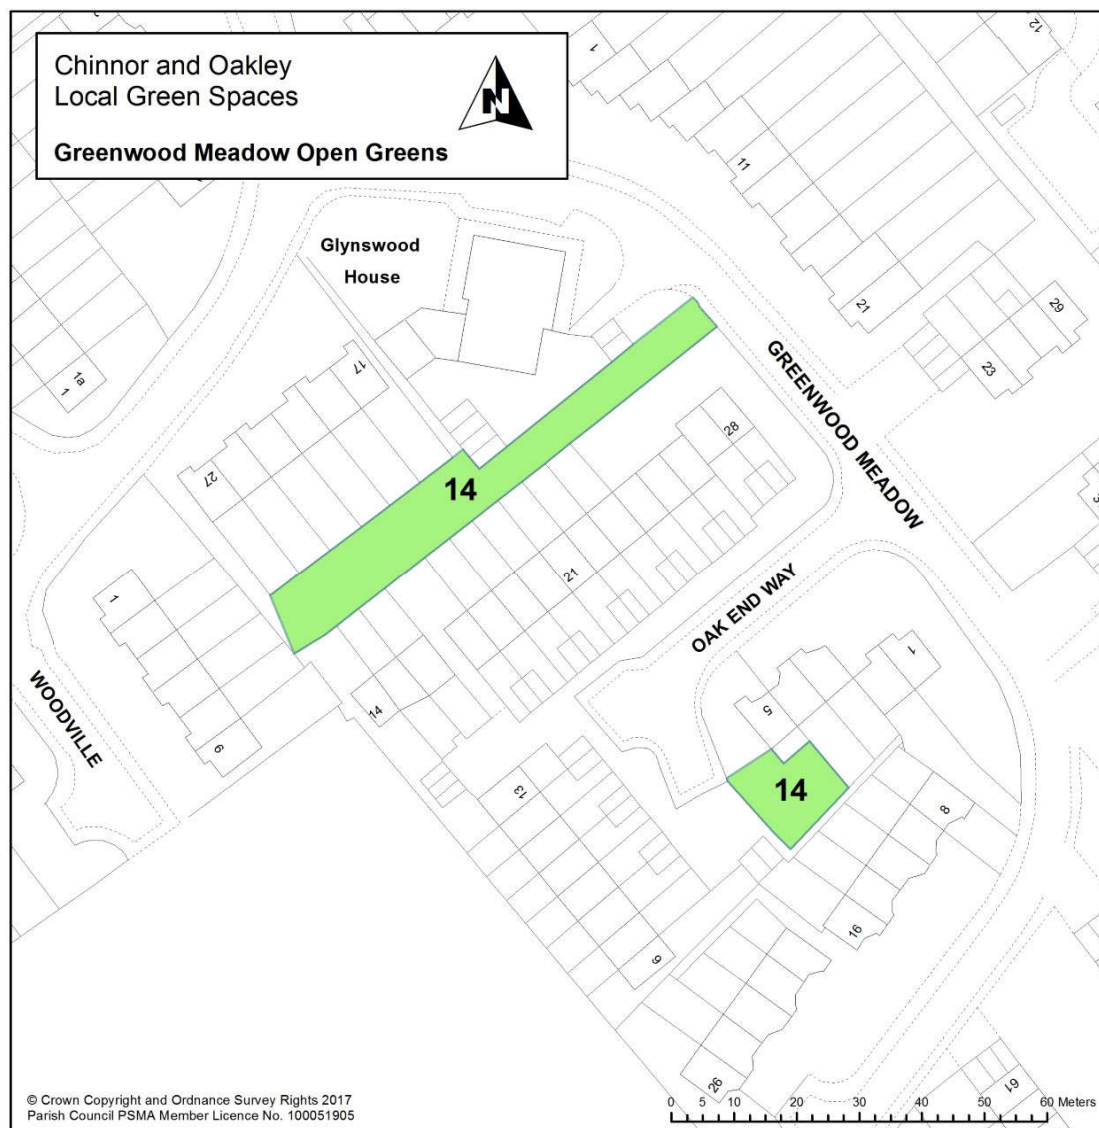 Chinnor and Oakley
Local Green Spaces
N
Greenwood Meadow Open Greens
12
1
11
Glynswood
House
21
29
23
1a
1
17
GREENWOOD MEADOW
28
27
14
21
OAK END WAY
1
1
WOODVILLE
14
5
9
14
13
8
16
9
26
61
© Crown Copyright and Ordnance Survey Rights 2017
Parish Council PSMA Member Licence No. 100051905
0 5 10 20 30 40 50 60 Meters